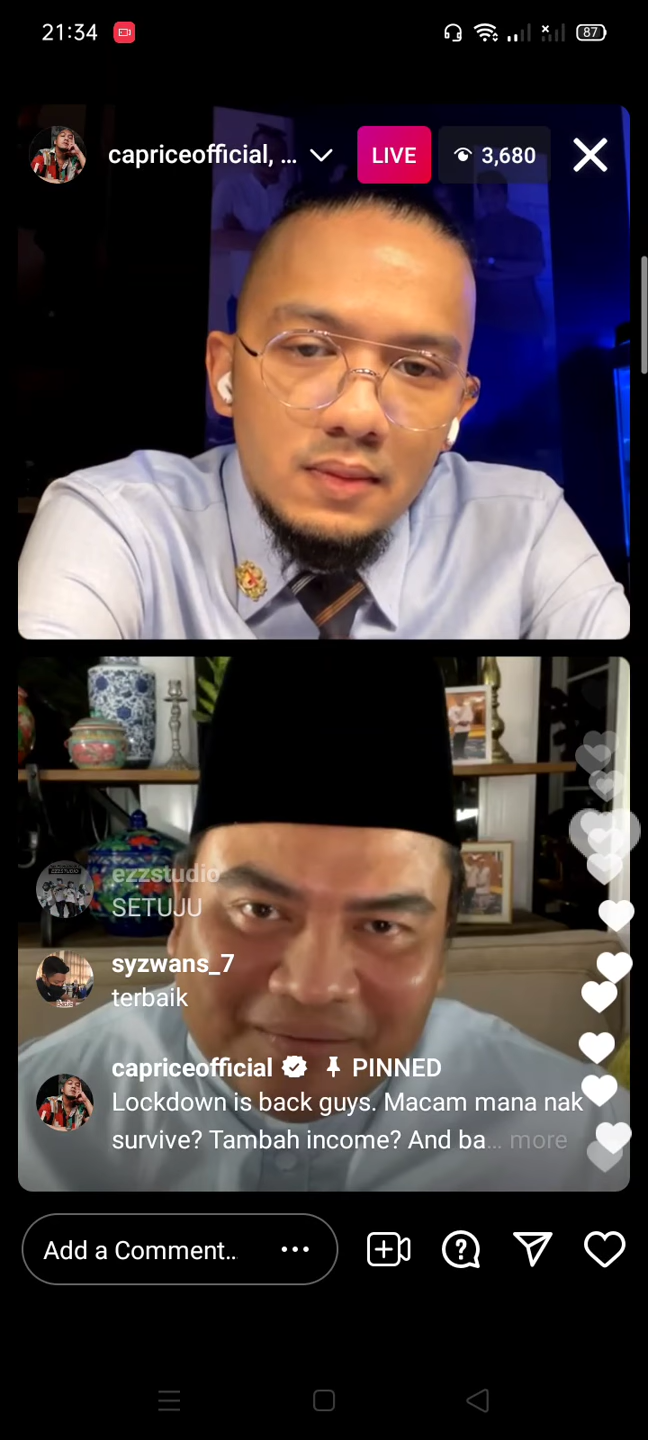 21:34
87
capriceofficial, ...
LIVE
3,680
ezzstudio
SETUJU
syzwans_7
terbaik
capriceofficial PINNED
Lockdown is back guys. Macam mana nak
survive? Tambah income? And ba... more
Add a Comment..